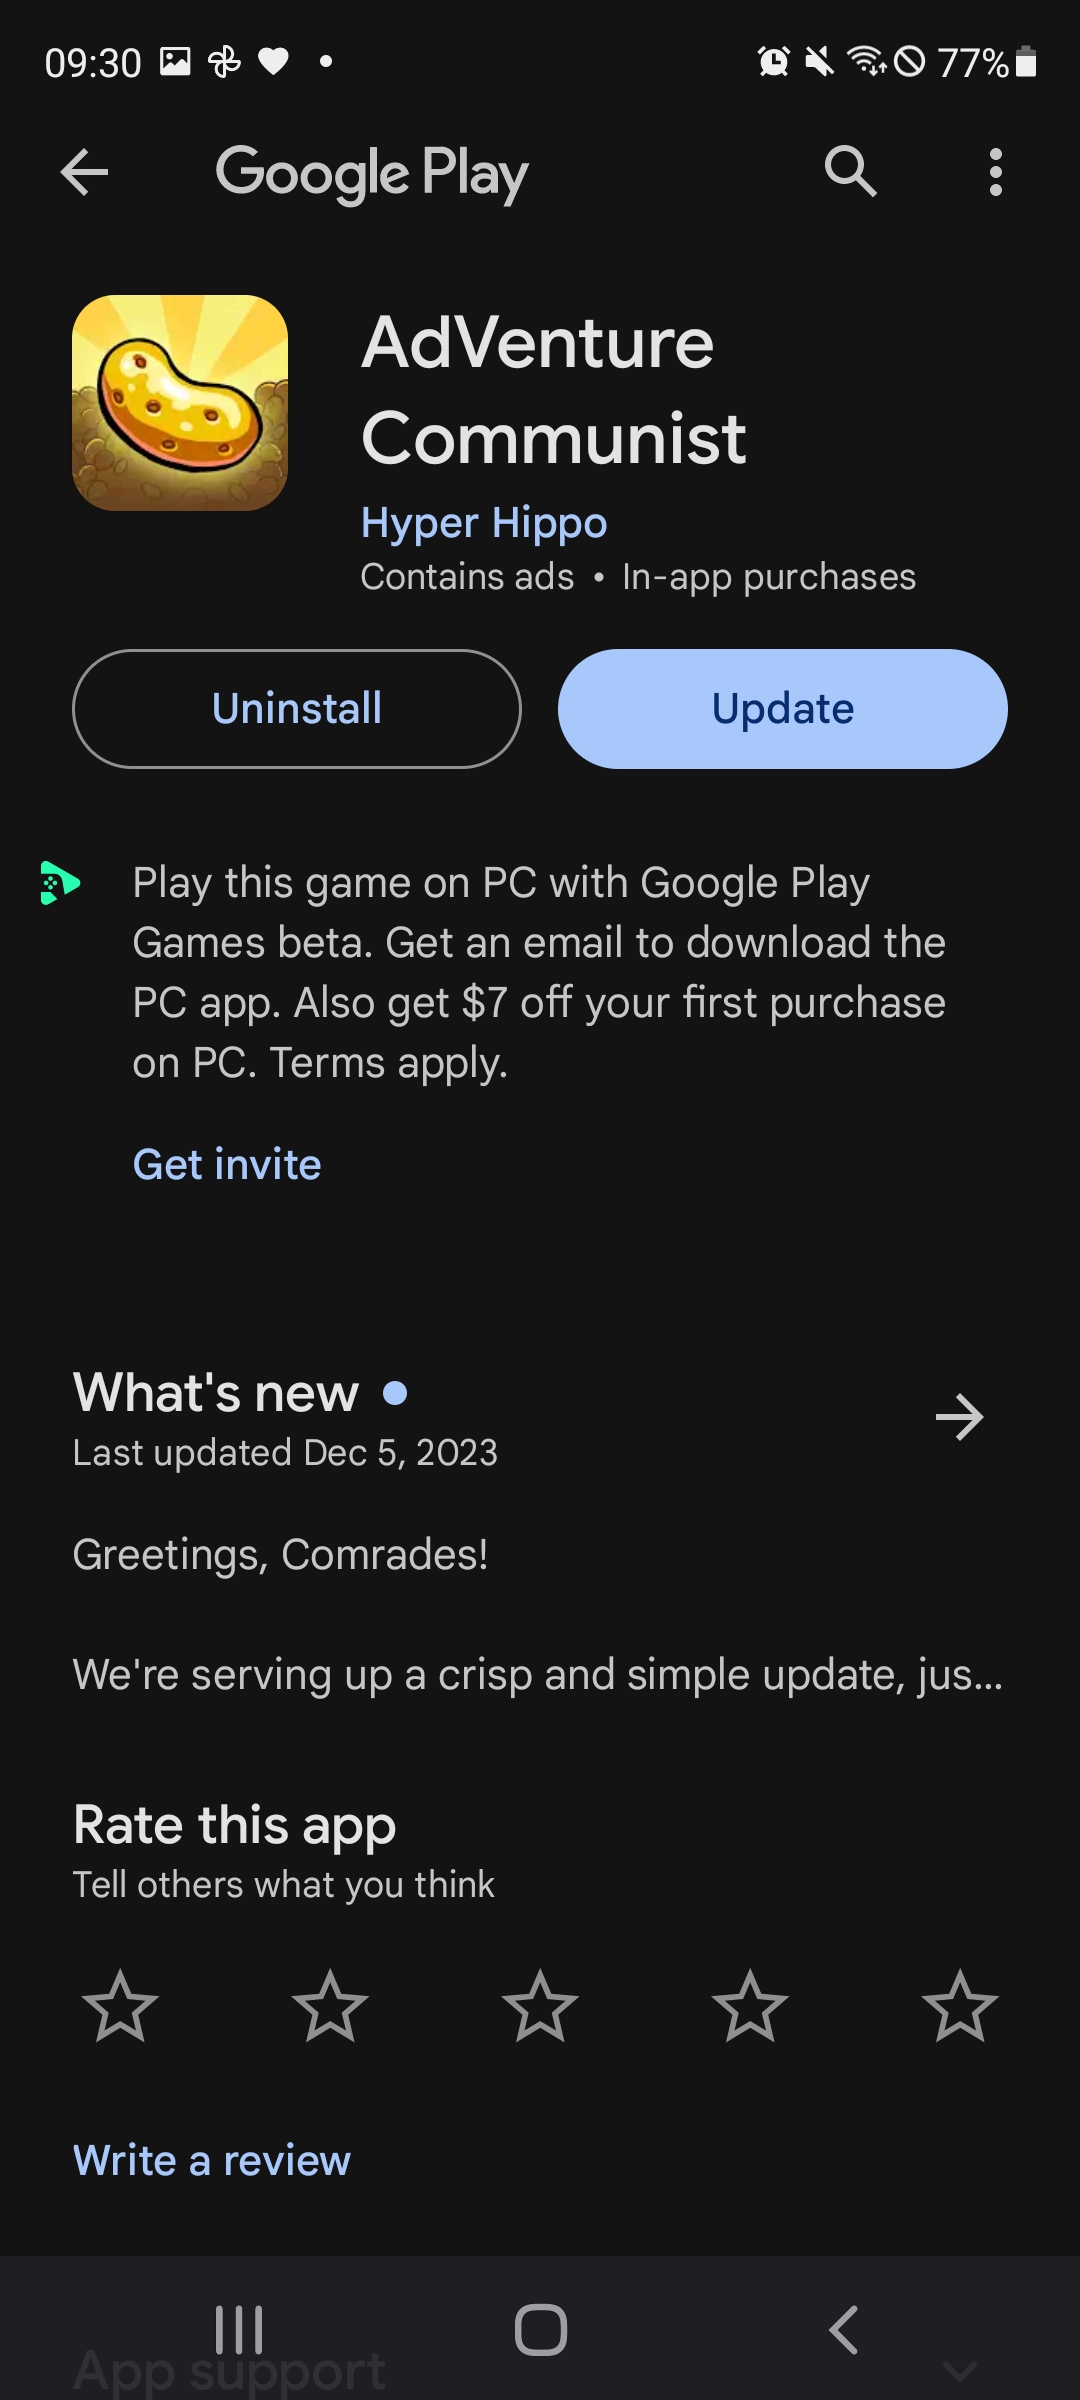 09:30
77%
Google Play
AdVenture
Communist
Hyper Hippo
Contains ads • In-app purchases
Uninstall
Update
Play this game on PC with Google Play
Games beta. Get an email to download the
PC app. Also get $7 off your first purchase
on PC. Terms apply.
Get invite
What's new
Last updated Dec 5, 2023
Greetings, Comrades!
We're serving up a crisp and simple update, jus...
Rate this app
Tell others what you think
Write a review
App support